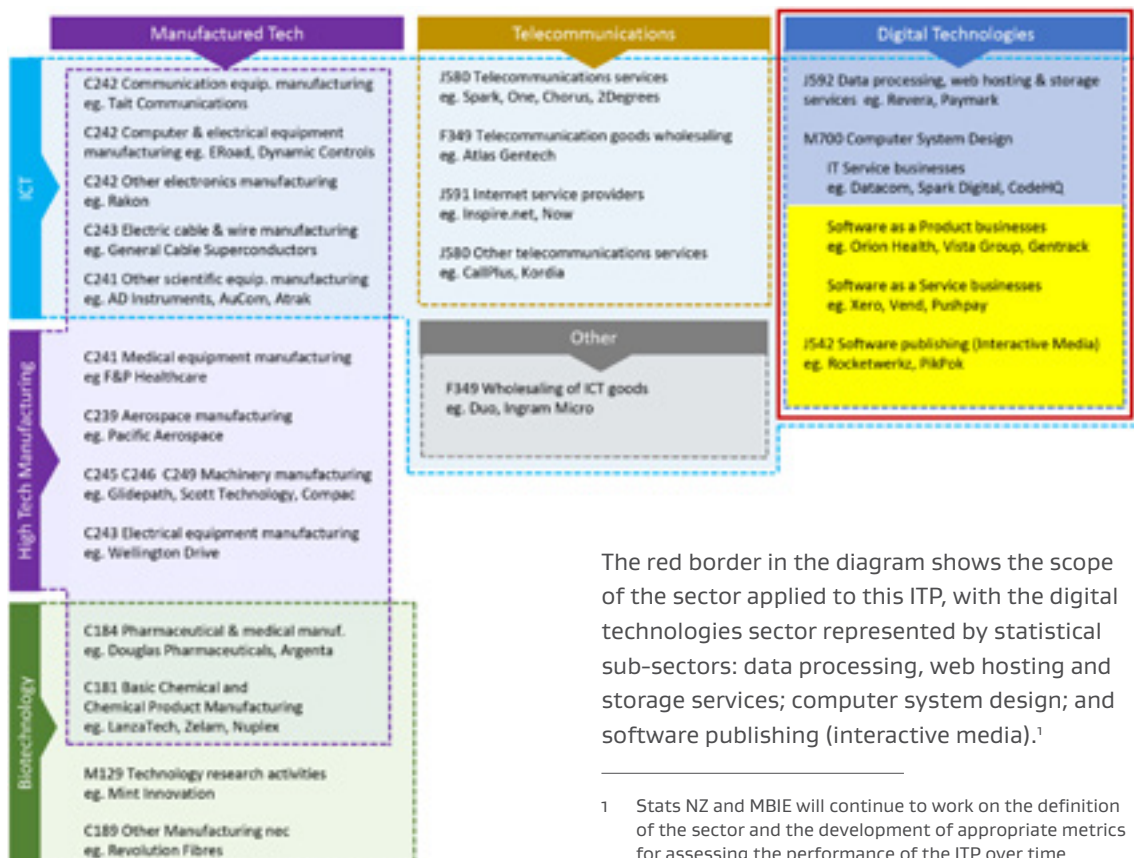 Manufactured Tech
ICT
C242 Communication equip. manufacturing
eg. Tait Communications
C242 Computer & electrical equipment
manufacturing eg. ERoad, Dynamic Controls
C242 Other electronics manufacturing
eg. Rakon
C243 Electric cable & wire manufacturing
eg. General Cable Superconductors
C241 Other scientific equip. manufacturing
eg. AD Instruments, AuCom, Atrak
High Tech Manufacturing
C241 Medical equipment manufacturing
eg F&P Healthcare
C239 Aerospace manufacturing
eg. Pacific Aerospace
C245 C246 C249 Machinery manufacturing
eg. Glidepath, Scott Technology, Compac
C243 Electrical equipment manufacturing
eg. Wellington Drive
Biotechnology
C184 Pharmaceutical & medical manuf.
eg. Douglas Pharmaceuticals, Argenta
C181 Basic Chemical and
Chemical Product Manufacturing
eg. LanzaTech, Zelam, Nuplex
M129 Technology research activities
eg. Mint Innovation
C189 Other Manufacturing nec
eg. Revolution Fibres
Telecommunications
J580 Telecommunications services
eg. Spark, One, Chorus, 2Degrees
F349 Telecommunication goods wholesaling
eg. Atlas Gentech
J591 Internet service providers
eg. Inspire.net, Now
J580 Other telecommunications services
eg. CallPlus, Kordia
Other
F349 Wholesaling of ICT goods
eg. Duo, Ingram Micro
Digital Technologies
J592 Data processing, web hosting & storage
services eg. Revera, Paymark
M700 Computer System Design
IT Service businesses
eg. Datacom, Spark Digital, CodeHQ
Software as a Product businesses
eg. Orion Health, Vista Group, Gentrack
Software as a Service businesses
eg. Xero, Vend, Pushpay
J542 Software publishing (Interactive Media)
eg. Rocketwerkz, PikPok
The red border in the diagram shows the scope
of the sector applied to this ITP, with the digital
technologies sector represented by statistical
sub-sectors: data processing, web hosting and
storage services; computer system design; and
software publishing (interactive media).1
1 Stats NZ and MBIE will continue to work on the definition
of the sector and the development of appropriate metrics
for assessing the performance of the ITP over time